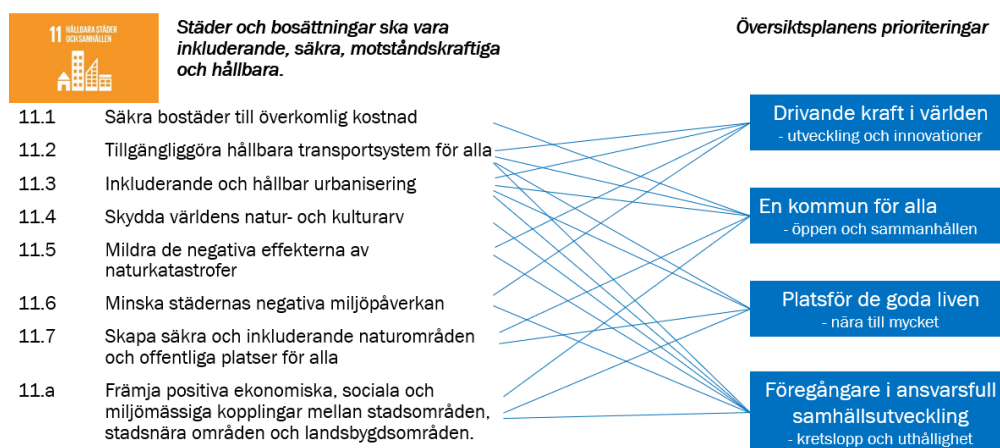 11 HÅLLBARA STÄDER
OCH SAMHÄLLEN
Städer och bosättningar ska vara
inkluderande, säkra, motståndskraftiga
och hållbara.
Översiktsplanens prioriteringar
11.1 Säkra bostäder till överkomlig kostnad
11.2 Tillgängliggöra hållbara transportsystem för alla
11.3 Inkluderande och hållbar urbanisering
11.4 Skydda världens natur- och kulturarv
11.5 Mildra de negativa effekterna av
naturkatastrofer
11.6 Minska städernas negativa miljöpåverkan
11.7 Skapa säkra och inkluderande naturområden
och offentliga platser för alla
11.a Främja positiva ekonomiska, sociala och
miljömässiga kopplingar mellan stadsområden,
stadsnära områden och landsbygdsområden.
Drivande kraft i världen
- utveckling och innovationer
En kommun för alla
- öppen och sammanhållen
Platsför de goda liven
- nära till mycket
Föregångare i ansvarsfull
samhällsutveckling
- kretslopp och uthållighet